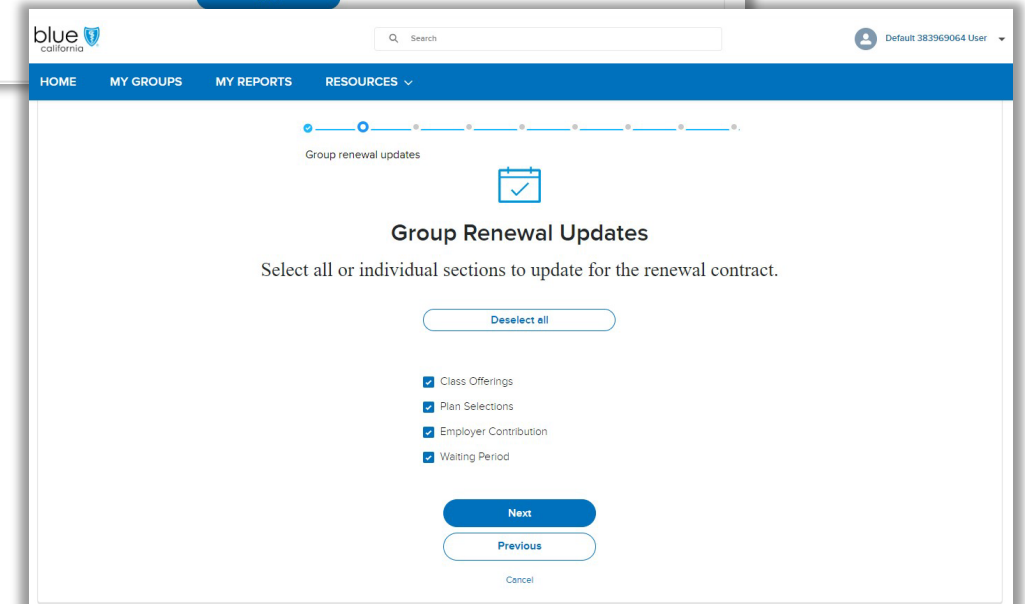 blue
california
Search
Default 383969064 User
HOME MY GROUPS MY REPORTS RESOURCES
Group renewal updates
Group Renewal Updates
Select all or individual sections to update for the renewal contract.
Deselect all
Class Offerings
Plan Selections
Employer Contribution
Waiting Period
Next
Previous
Cancel